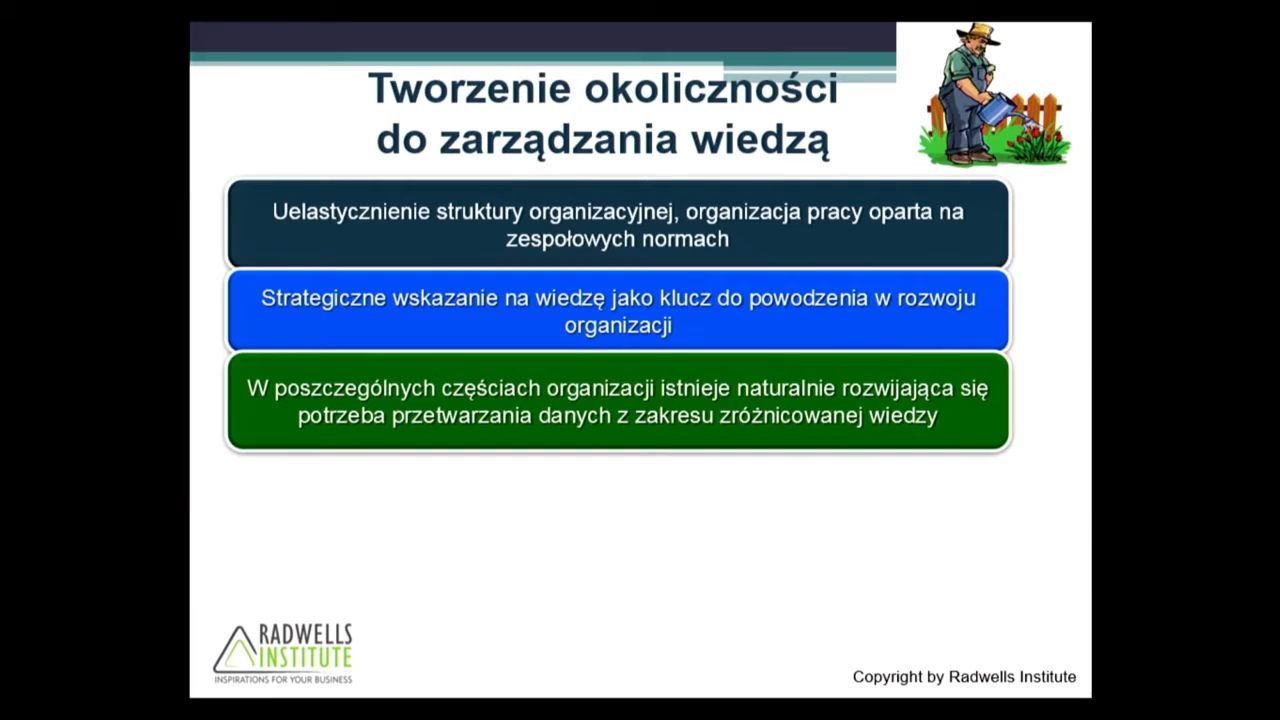 Tworzenie okoliczności
do zarządzania wiedzą
Uelastycznienie struktury organizacyjnej, organizacja pracy oparta na
zespołowych normach
Strategiczne wskazanie na wiedzę jako klucz do powodzenia w rozwoju
organizacji
W poszczególnych częściach organizacji istnieje naturalnie rozwijająca się
potrzeba przetwarzania danych z zakresu zróżnicowanej wiedzy
RADWELLS
INSTITUTE
INSPIRATIONS FOR YOUR BUSINESS
Copyright by Radwells Institute